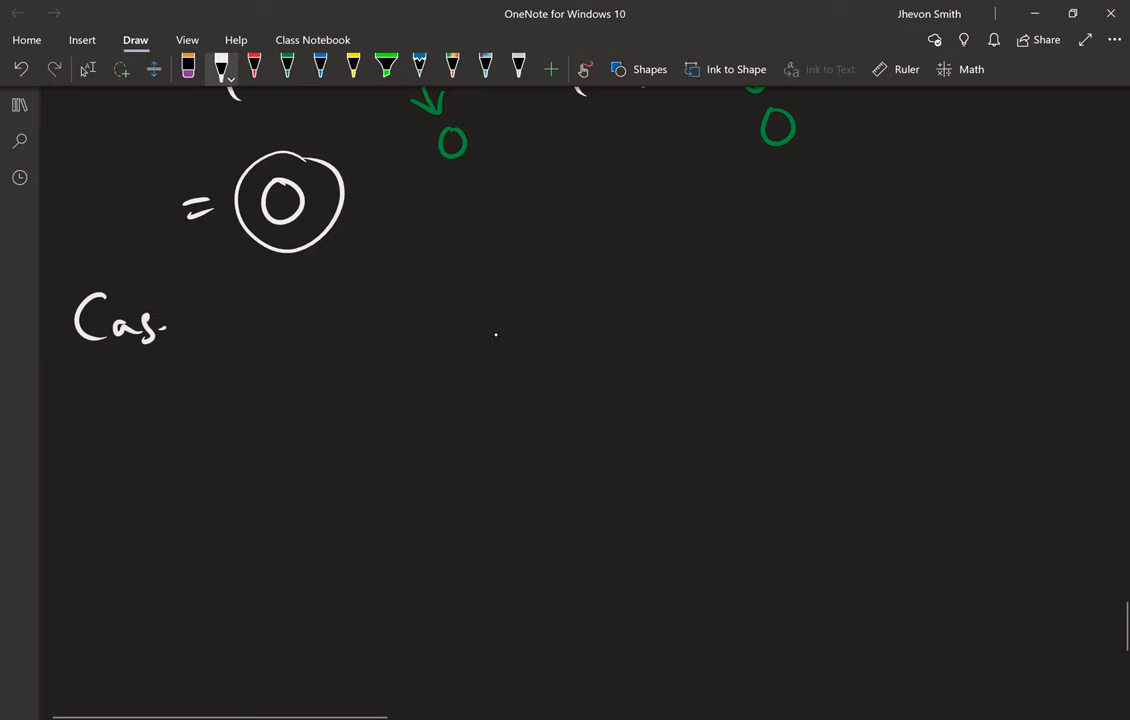 OneNote for Windows 10
Jhevon Smith
Home Insert Draw View Help Class Notebook
Share
Shapes Ink to Shape Ink to Text Ruler Math
0 0
= 0
Cas